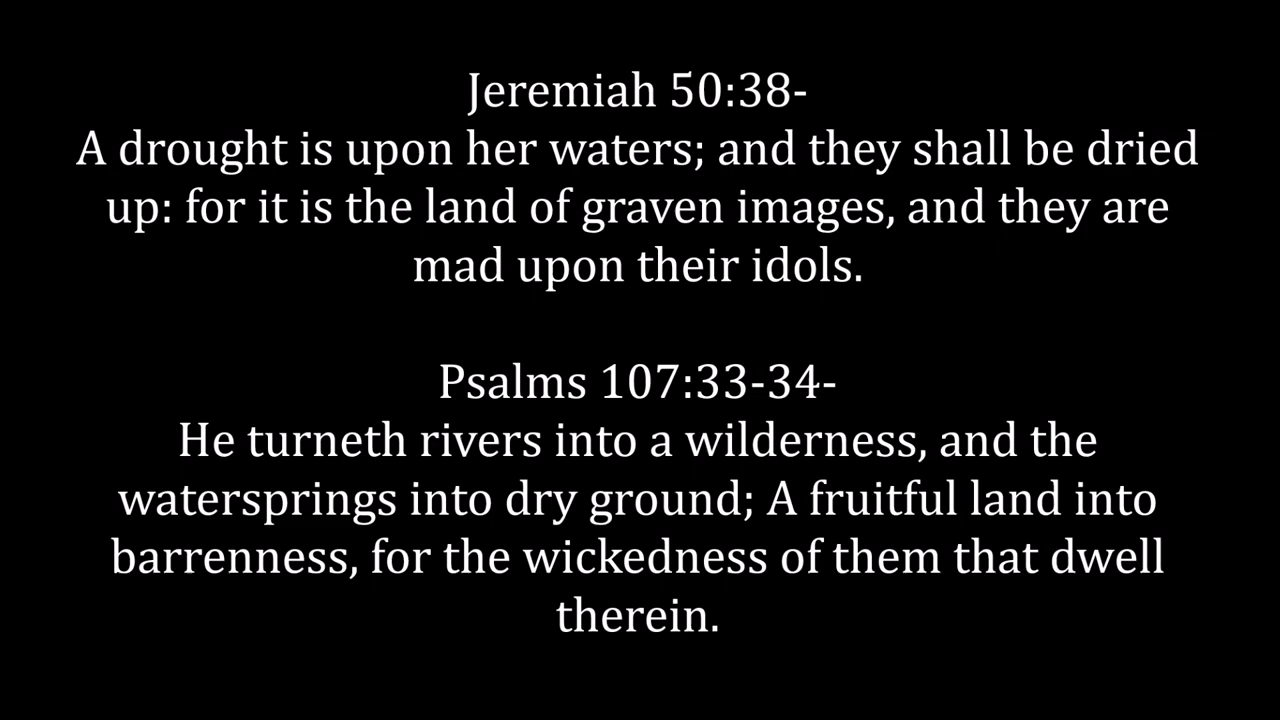 Jeremiah 50:38-
A drought is upon her waters; and they shall be dried
up: for it is the land of graven images, and they are
mad upon their idols.
Psalms 107:33-34-
He turneth rivers into a wilderness, and the
watersprings into dry ground; A fruitful land into
barrenness, for the wickedness of them that dwell
therein.